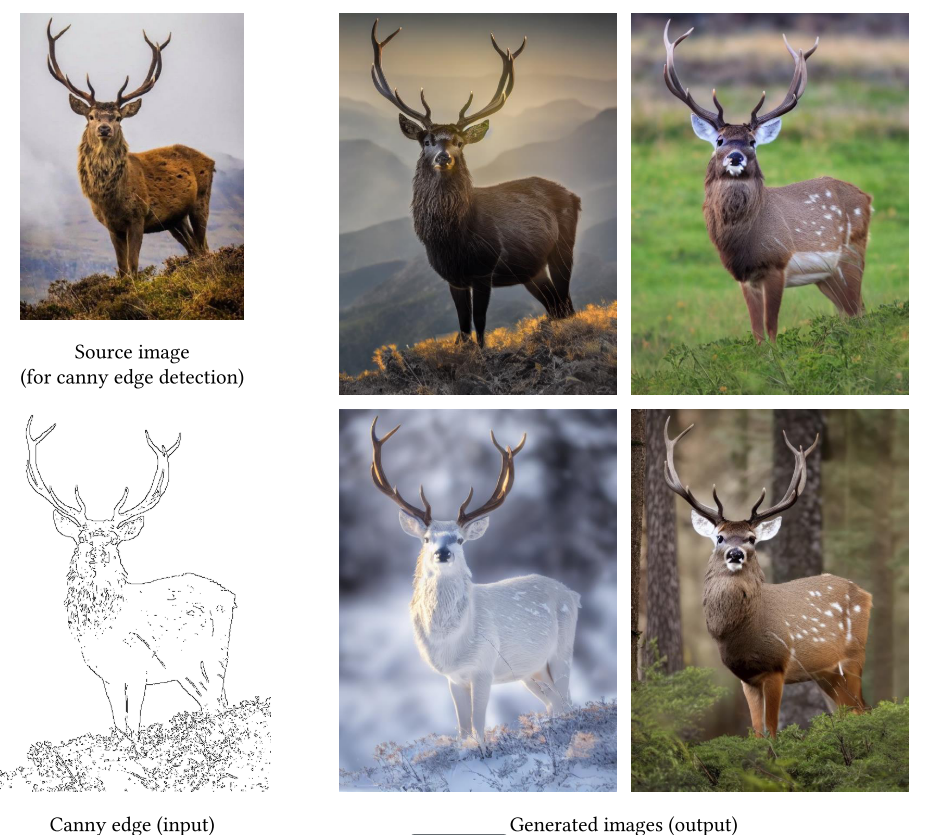 Source image
(for canny edge detection)
Canny edge (input)
Generated images (output)